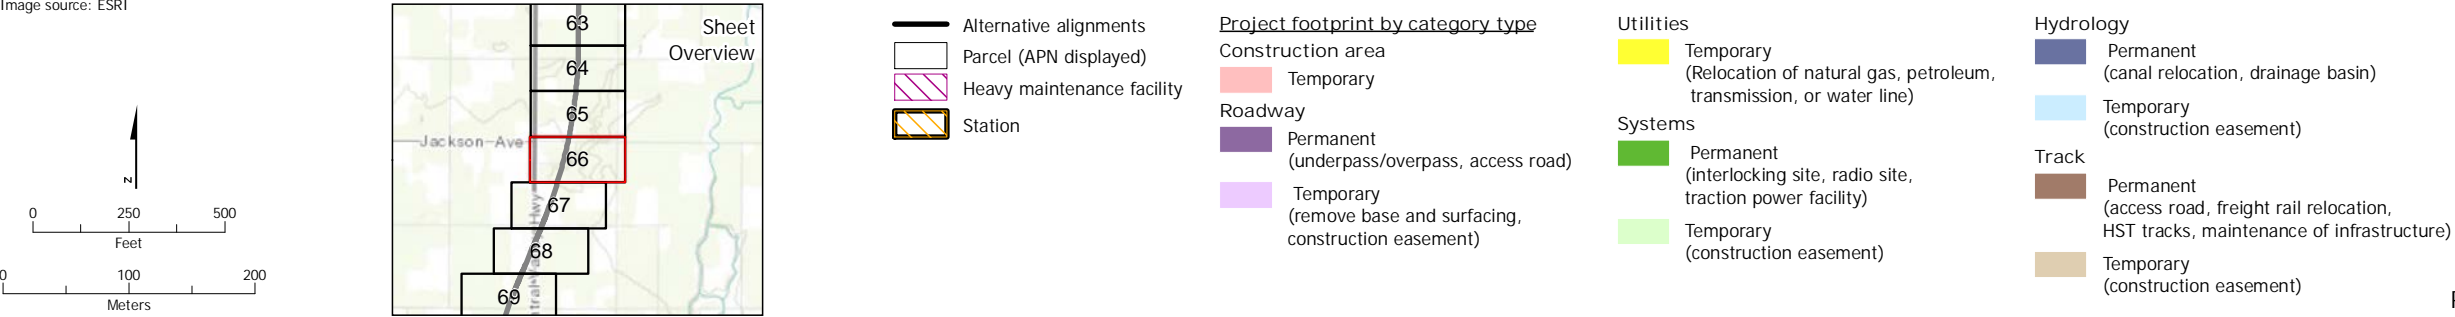 Image source: ESRI
N
0 250 500
Feet
0 100 200
Meters
Sheet
Overview
63
64
65
Jackson Ave
66
67
68
69
Hwy
Alternative alignments
Parcel (APN displayed)
Heavy maintenance facility
Station
Project footprint by category type
Construction area
Temporary
Roadway
Permanent
(underpass/overpass, access road)
Temporary
(remove base and surfacing,
construction easement)
Utilities
Temporary
(Relocation of natural gas, petroleum,
transmission, or water line)
Systems
Permanent
(interlocking site, radio site,
traction power facility)
Temporary
(construction easement)
Hydrology
Permanent
(canal relocation, drainage basin)
Temporary
(construction easement)
Track
Permanent
(access road, freight rail relocation,
HST tracks, maintenance of infrastructure)
Temporary
(construction easement)